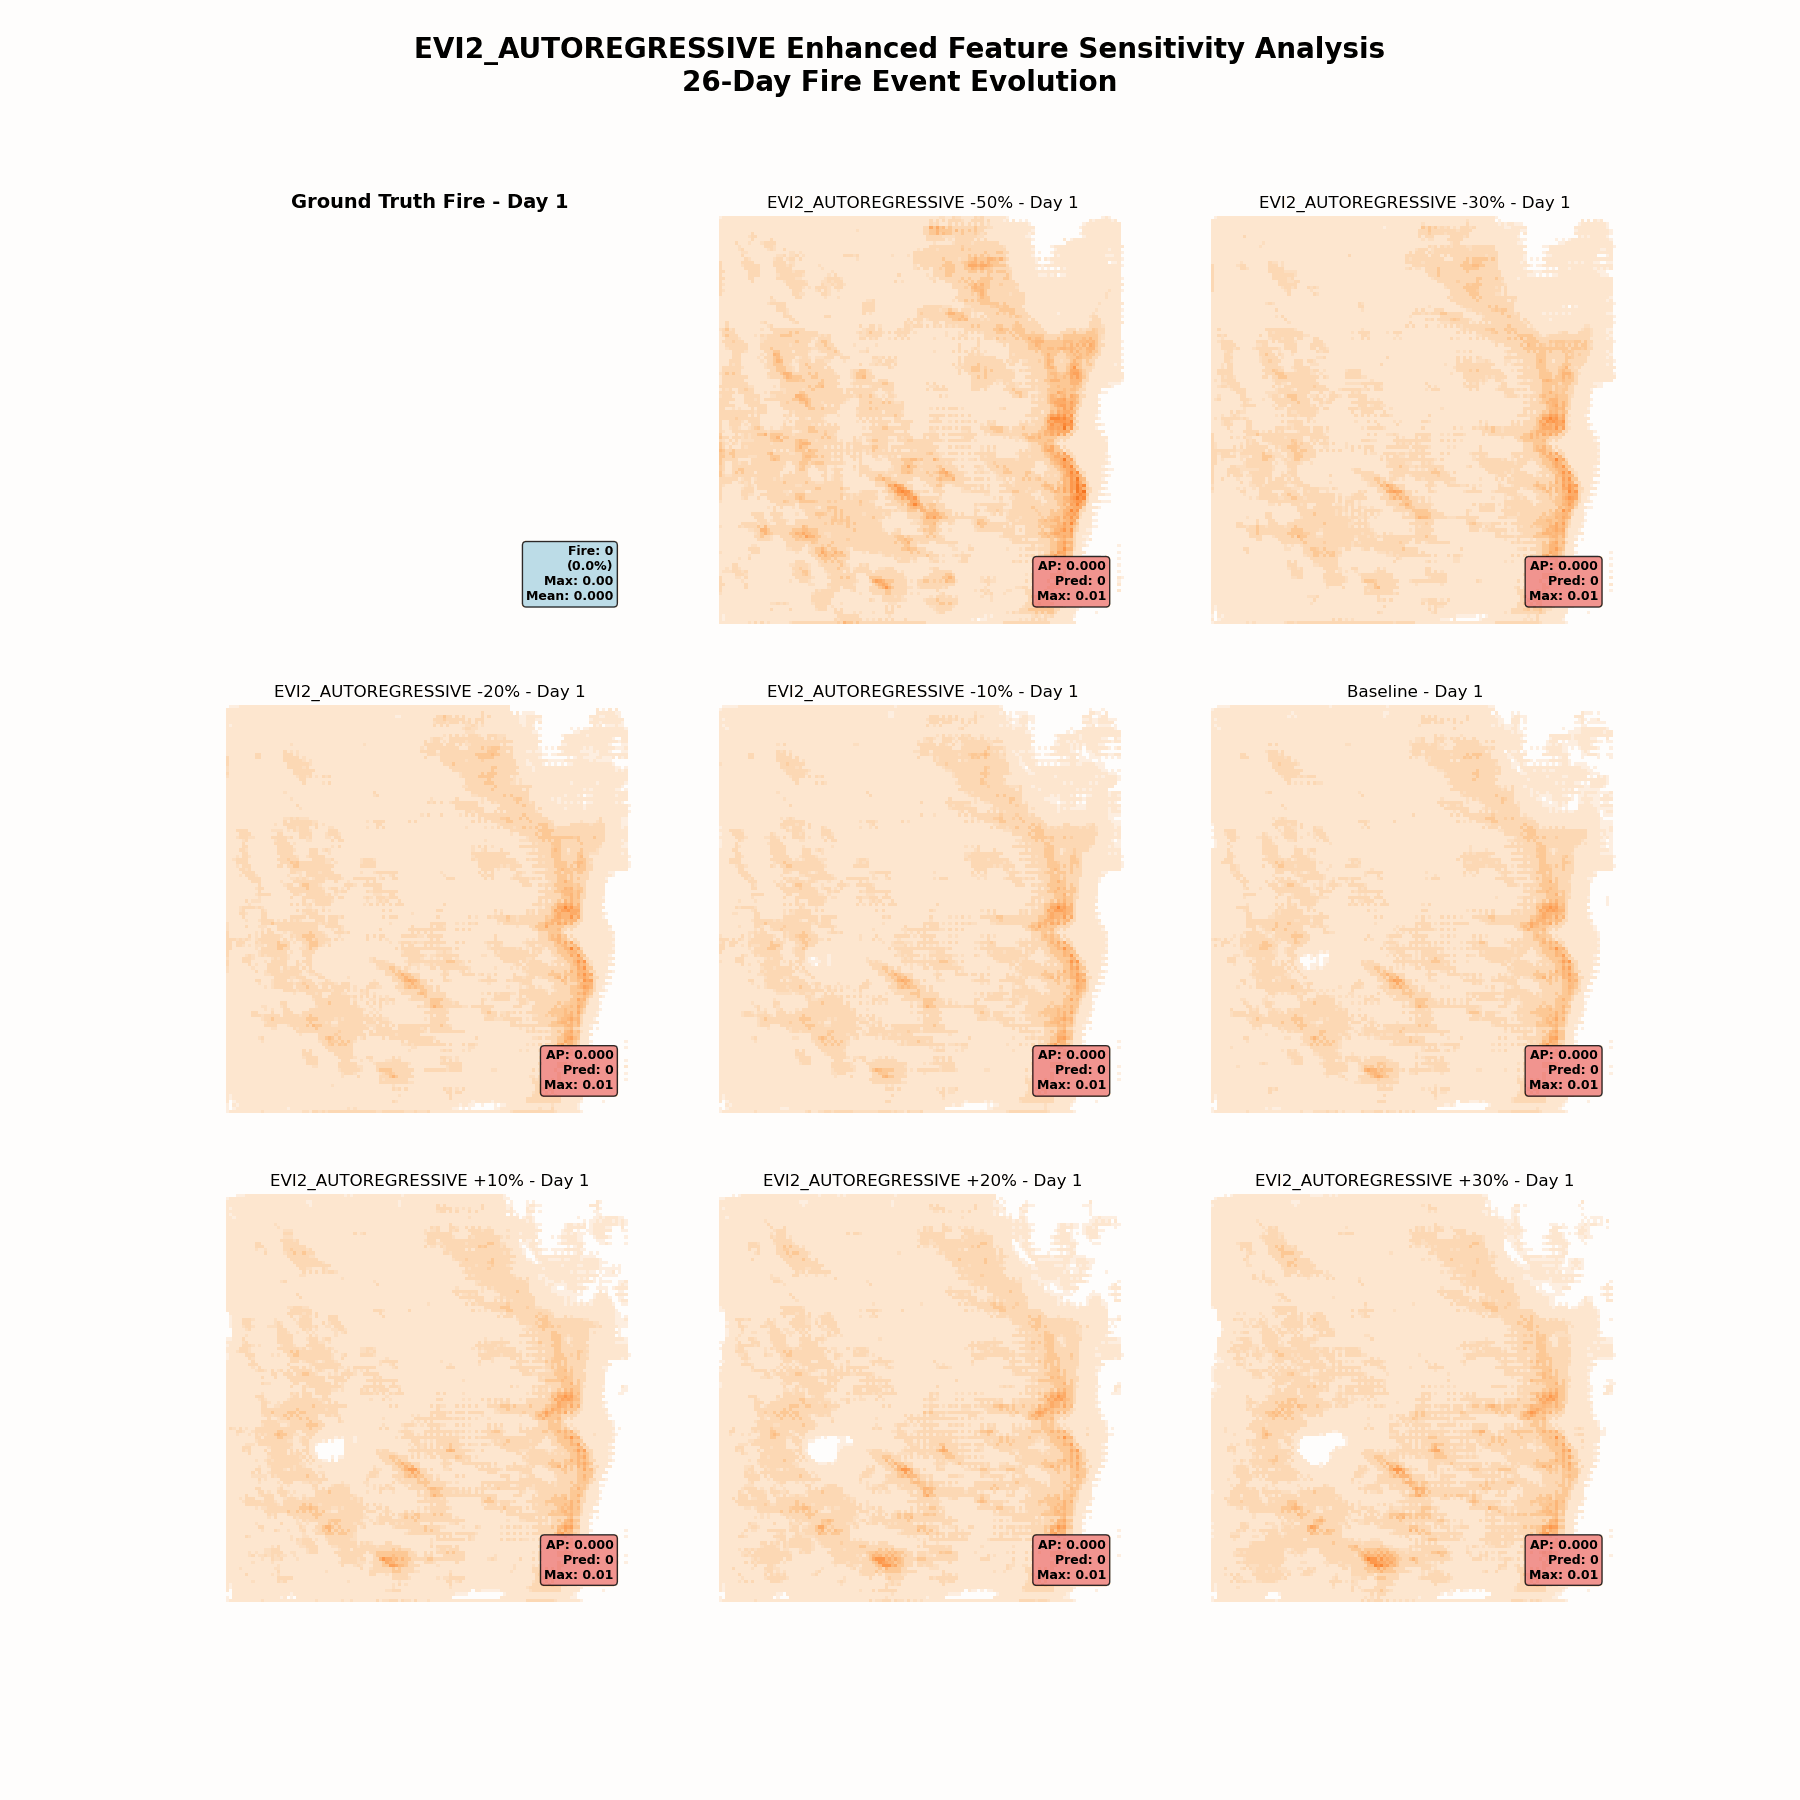 EVI2_AUTOREGRESSIVE Enhanced Feature Sensitivity Analysis
26-Day Fire Event Evolution
Ground Truth Fire - Day 1
Fire: 0
(0.0%)
Max: 0.00
Mean: 0.000
EVI2_AUTOREGRESSIVE -50% - Day 1
AP: 0.000
Pred: 0
Max: 0.01
EVI2_AUTOREGRESSIVE -30% - Day 1
AP: 0.000
Pred: 0
Max: 0.01
EVI2_AUTOREGRESSIVE -20% - Day 1
AP: 0.000
Pred: 0
Max: 0.01
EVI2_AUTOREGRESSIVE -10% - Day 1
AP: 0.000
Pred: 0
Max: 0.01
Baseline - Day 1
AP: 0.000
Pred: 0
Max: 0.01
EVI2_AUTOREGRESSIVE +10% - Day 1
AP: 0.000
Pred: 0
Max: 0.01
EVI2_AUTOREGRESSIVE +20% - Day 1
AP: 0.000
Pred: 0
Max: 0.01
EVI2_AUTOREGRESSIVE +30% - Day 1
AP: 0.000
Pred: 0
Max: 0.01